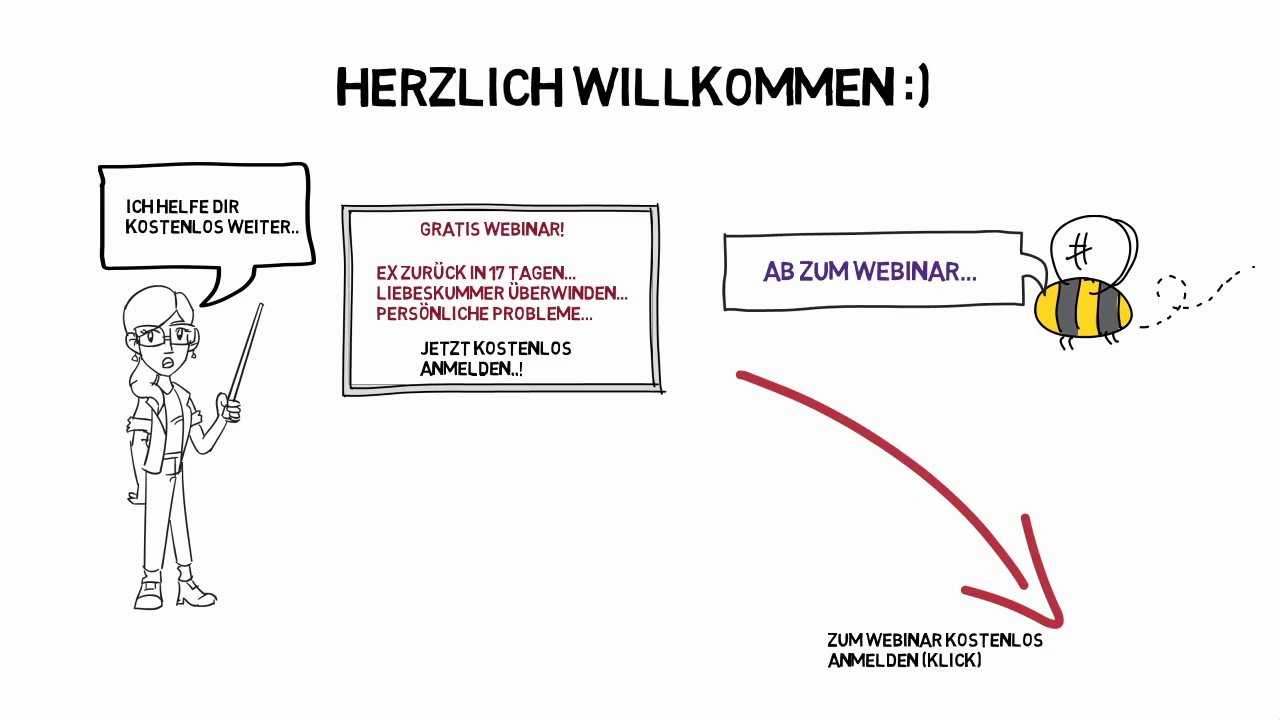 HERZLICH WILLKOMMEN :)
ICH HELFE DIR
KOSTENLOS WEITER..
GRATIS WEBINAR!
EX ZURÜCK IN 17 TAGEN...
LIEBESKUMMER ÜBERWINDEN...
PERSÖNLICHE PROBLEME...
JETZT KOSTENLOS
ANMELDEN..!
AB ZUM WEBINAR...
ZUM WEBINAR KOSTENLOS
ANMELDEN (KLICK)